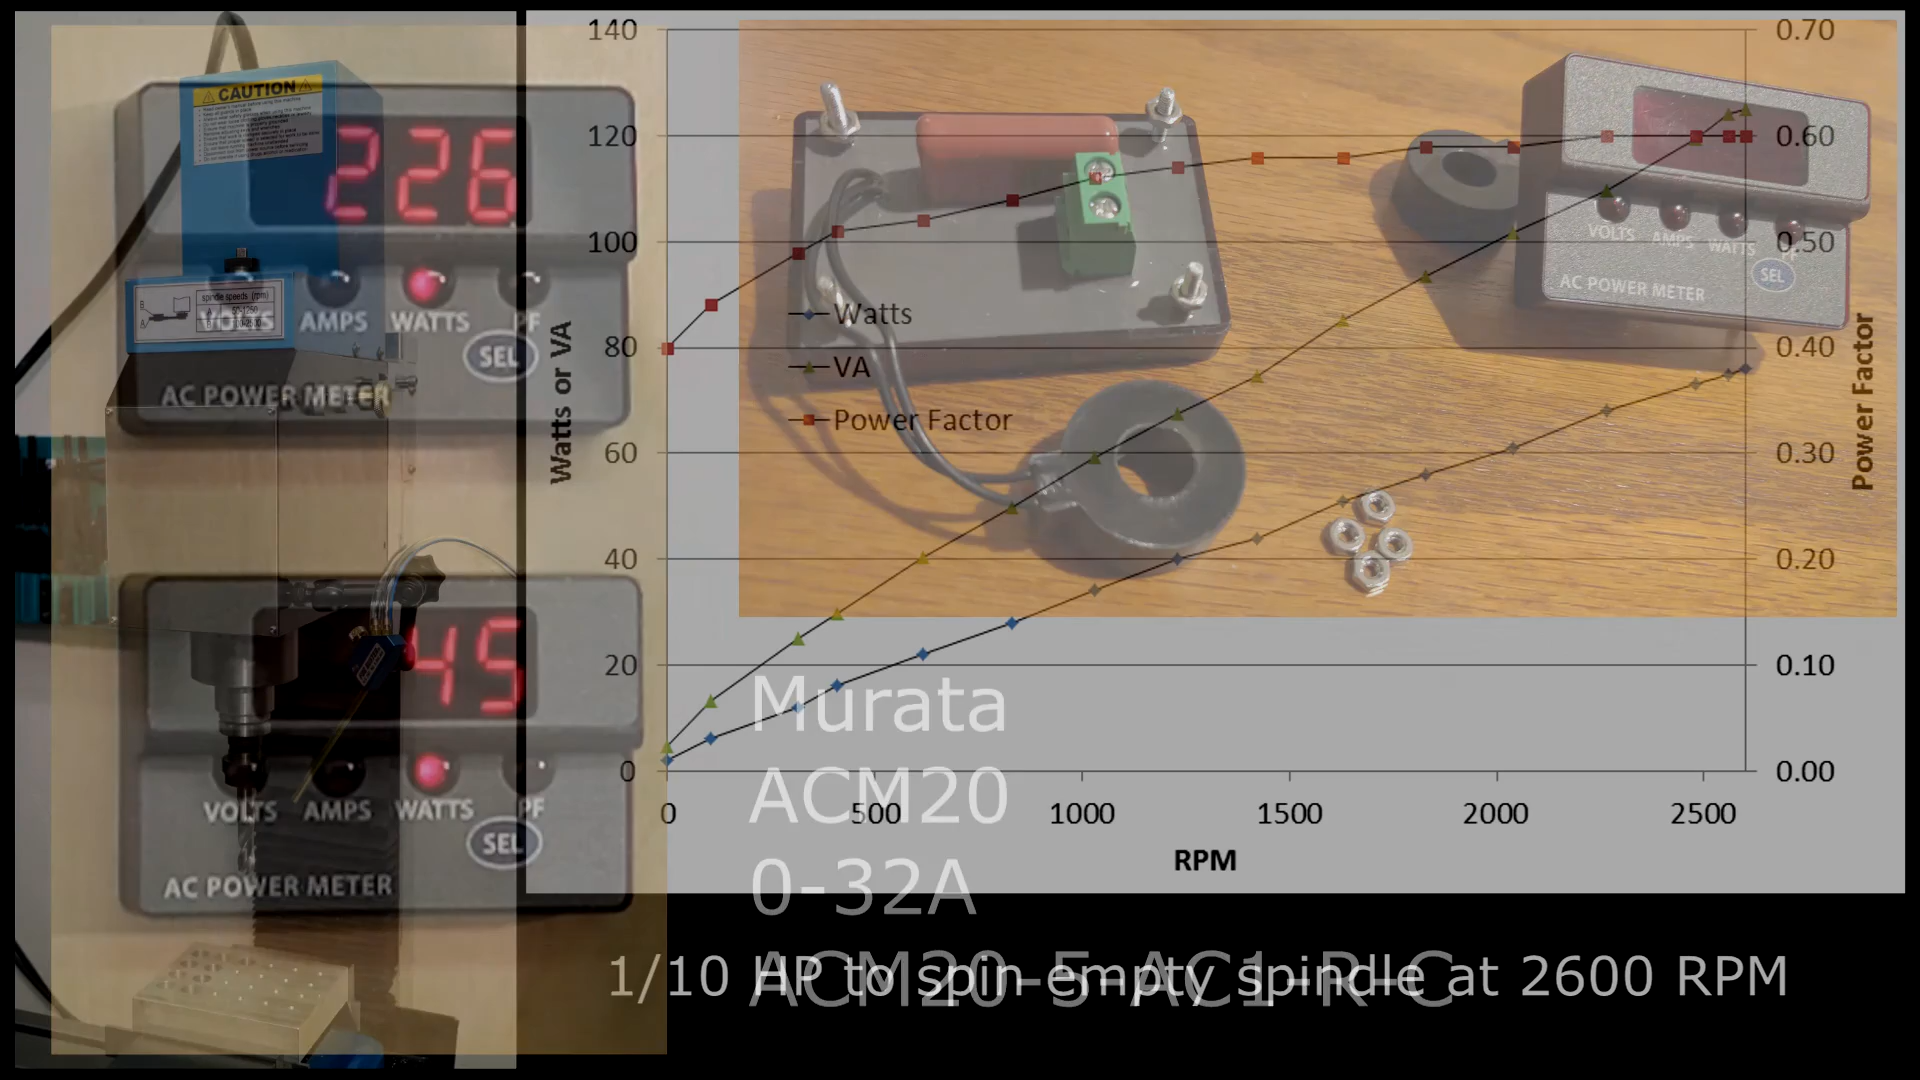 CAUTION
226
VOLTS AMPS WATTS PF
SEL
AC POWER METER
spindle speeds (rpm)
45
VOLTS AMPS WATTS PF
SEL
AC POWER METER
140
120
100
80
60
40
20
0
Watts or VA
Watts
VA
Power Factor
0.70
0.60
0.50
0.40
0.30
0.20
0.10
0.00
Power Factor
0 500 1000 1500 2000 2500
RPM
VOLTS AMPS WATTS PF
SEL
AC POWER METER
Murata
ACM20
0-32A
ACM20-5-AC1-R-C
1/10 HP to spin empty spindle at 2600 RPM